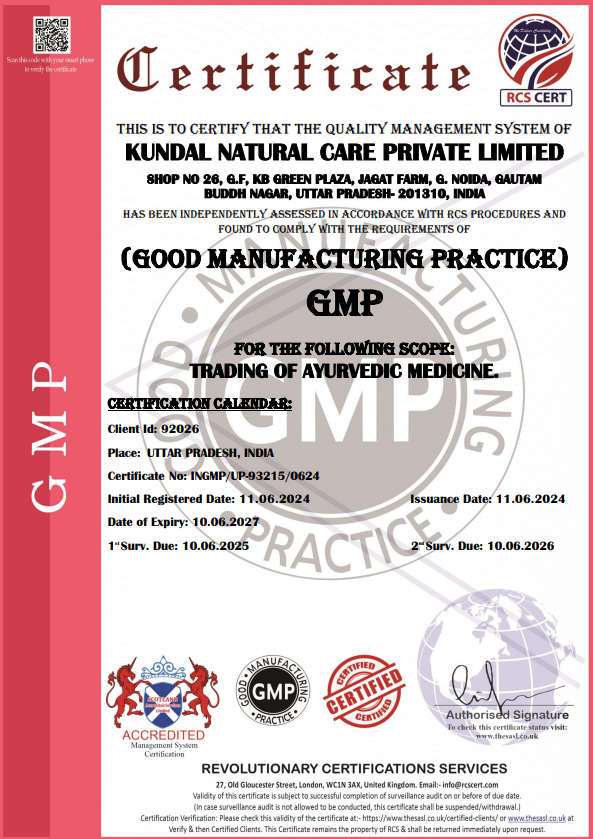 Scan this code with your smart phone
to verify the certificate
Certificate
RCS CERT
THIS IS TO CERTIFY THAT THE QUALITY MANAGEMENT SYSTEM OF
KUNDAL NATURAL CARE PRIVATE LIMITED
SHOP NO 26, G.F, KB GREEN PLAZA, JAGAT FARM, G. NOIDA, GAUTAM
BUDDH NAGAR, UTTAR PRADESH- 201310, INDIA
HAS BEEN INDEPENDENTLY ASSESSED IN ACCORDANCE WITH RCS PROCEDURES AND
FOUND TO COMPLY WITH THE REQUIREMENTS OF
(GOOD MANUFACTURING PRACTICE)
GMP
FOR THE FOLLOWING SCOPE:
TRADING OF AYURVEDIC MEDICINE.
GOOD • MANUFACTURING • PRACTICE •
GMP
GMP
CERTIFICATION CALENDAR:
Client Id: 92026
Place: UTTAR PRADESH, INDIA
Certificate No: INGMP/UP-93215/0624
Initial Registered Date: 11.06.2024 Issuance Date: 11.06.2024
Date of Expiry: 10.06.2027
1st Surv. Due: 10.06.2025 2nd Surv. Due: 10.06.2026
SCOTLAND
Limited
ACCREDITED
Management System
Certification
GOOD • MANUFACTURING • PRACTICE •
GMP
CERTIFIED
CERTIFIED
CERTIFIED
Authorised Signature
To check this certificate status visit:
www.thesasl.co.uk
REVOLUTIONARY CERTIFICATIONS SERVICES
27, Old Gloucester Street, London, WC1N 3AX, United Kingdom. Email:- info@rcscert.com
Validity of this certificate is subject to successful completion of surveillance audit on or before of due date.
(In case surveillance audit is not allowed to be conducted, this certificate shall be suspended/withdrawal.)
Certification Verification: Please check this validity of the certificate at:- https://www.thesasl.co.uk/certified-clients/ or www.thesasl.co.uk at
Verify & then Certified Clients. This Certificate remains the property of RCS & shall be returned immediately upon request.